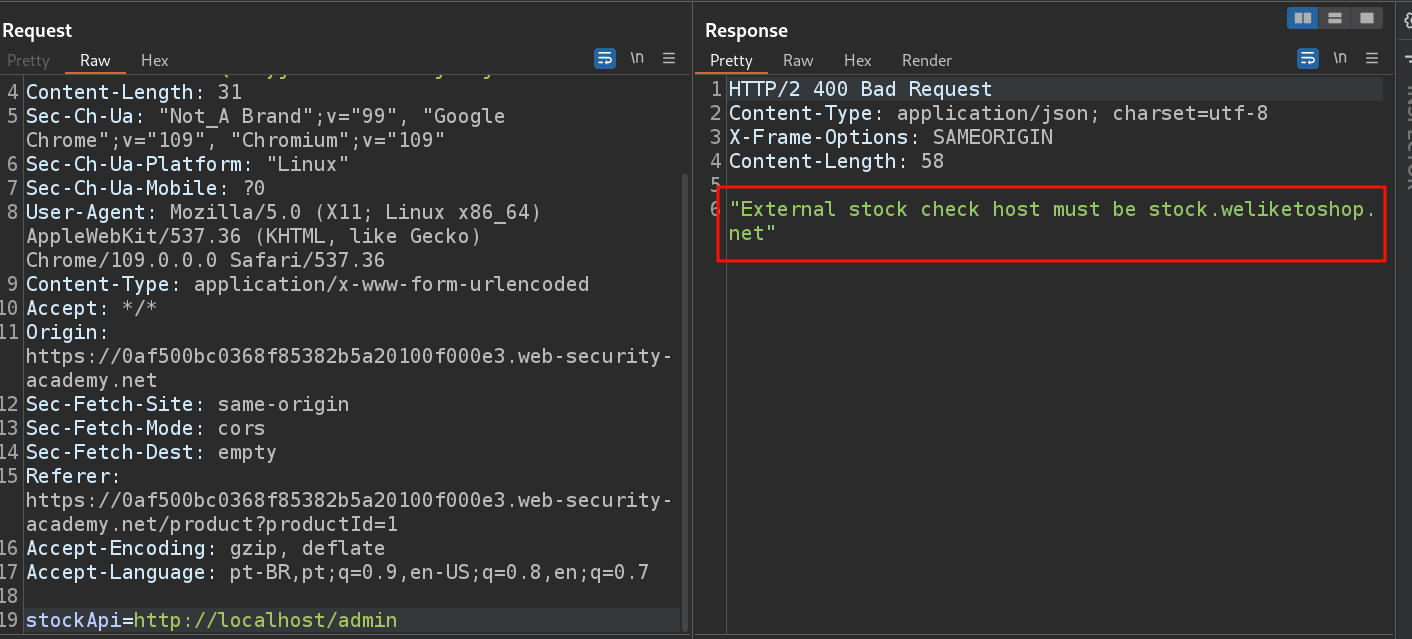 Request
Response
Pretty Raw Hex
\n
Pretty Raw Hex Render
\n
4 Content-Length: 31
5 Sec-Ch-Ua: "Not_A Brand";v="99", "Google
Chrome";v="109", "Chromium";v="109"
6 Sec-Ch-Ua-Platform: "Linux"
7 Sec-Ch-Ua-Mobile: ?0
8 User-Agent: Mozilla/5.0 (X11; Linux x86_64)
AppleWebKit/537.36 (KHTML, like Gecko)
Chrome/109.0.0.0 Safari/537.36
9 Content-Type: application/x-www-form-urlencoded
10 Accept: */*
11 Origin:
https://0af500bc0368f85382b5a20100f000e3.web-security-
academy.net
12 Sec-Fetch-Site: same-origin
13 Sec-Fetch-Mode: cors
14 Sec-Fetch-Dest: empty
15 Referer:
https://0af500bc0368f85382b5a20100f000e3.web-security-
academy.net/product?productId=1
16 Accept-Encoding: gzip, deflate
17 Accept-Language: pt-BR,pt;q=0.9,en-US;q=0.8,en;q=0.7
18
19 stockApi=http://localhost/admin
1 HTTP/2 400 Bad Request
2 Content-Type: application/json; charset=utf-8
3 X-Frame-Options: SAMEORIGIN
4 Content-Length: 58
5
6 "External stock check host must be stock.weliketoshop.
net"